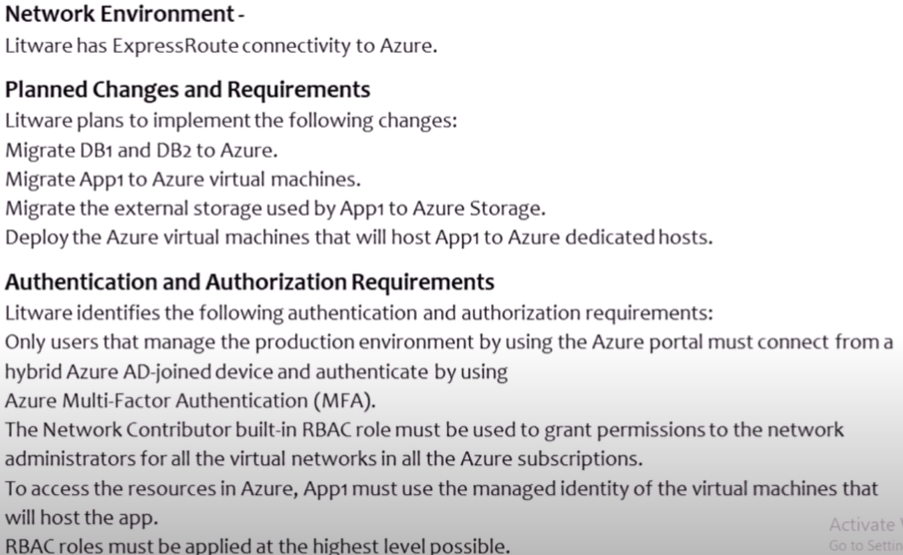 Network Environment -
Litware has ExpressRoute connectivity to Azure.
Planned Changes and Requirements
Litware plans to implement the following changes:
Migrate DB1 and DB2 to Azure.
Migrate App1 to Azure virtual machines.
Migrate the external storage used by App1 to Azure Storage.
Deploy the Azure virtual machines that will host App1 to Azure dedicated hosts.
Authentication and Authorization Requirements
Litware identifies the following authentication and authorization requirements:
Only users that manage the production environment by using the Azure portal must connect from a
hybrid Azure AD-joined device and authenticate by using
Azure Multi-Factor Authentication (MFA).
The Network Contributor built-in RBAC role must be used to grant permissions to the network
administrators for all the virtual networks in all the Azure subscriptions.
To access the resources in Azure, App1 must use the managed identity of the virtual machines that
will host the app.
Activate
RBAC roles must be applied at the highest level possible.
Go to Settin